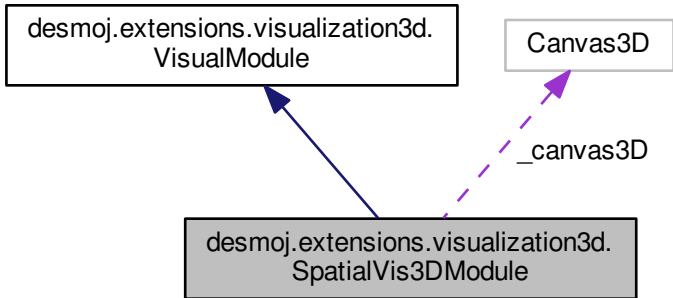 desmoj.extensions.visualization3d.
VisualModule
Canvas3D
_canvas3D
desmoj.extensions.visualization3d.
SpatialVis3DModule